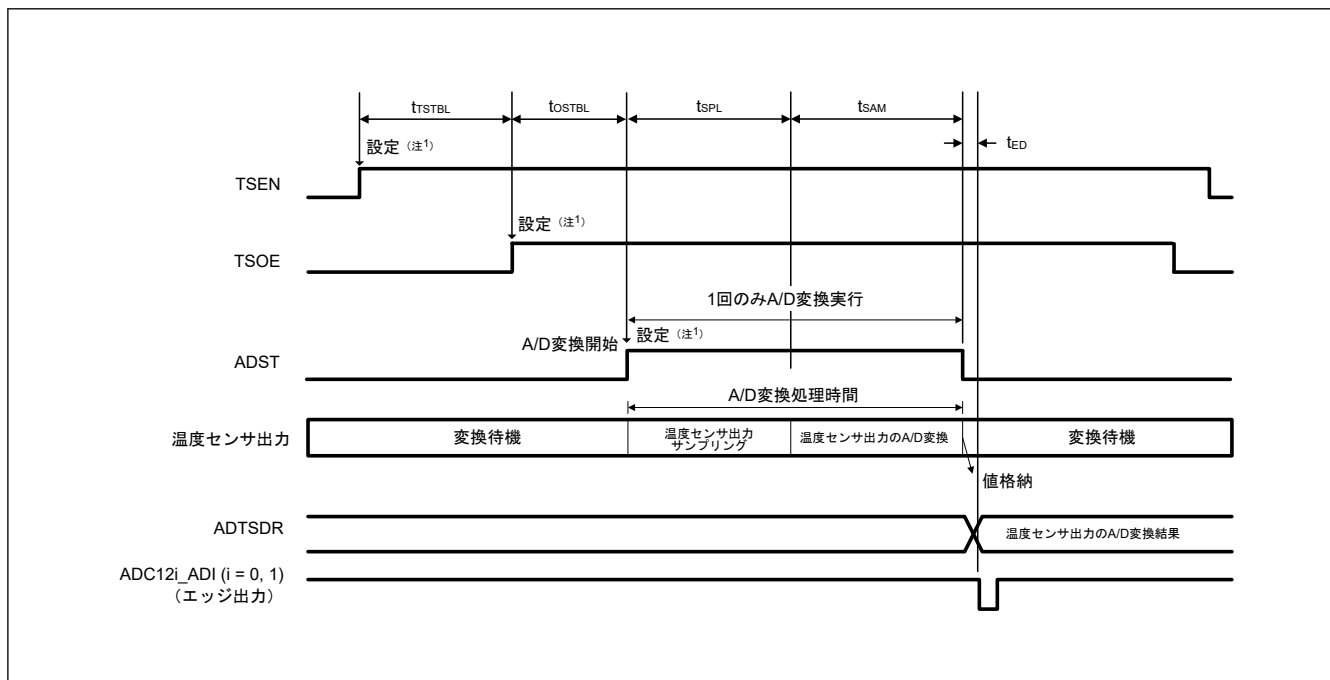 tTSTBL tOSTBL tSPL tSAM
tED
設定（注1）
TSEN
設定（注1）
TSOE
1回のみA/D変換実行
A/D変換開始 設定（注1）
ADST
A/D変換処理時間
温度センサ出力 変換待機 温度センサ出力 温度センサ出力のA/D変換 変換待機
サンプリング
値格納
ADTSDR 温度センサ出力のA/D変換結果
ADC12i_ADI (i = 0, 1)
（エッジ出力）